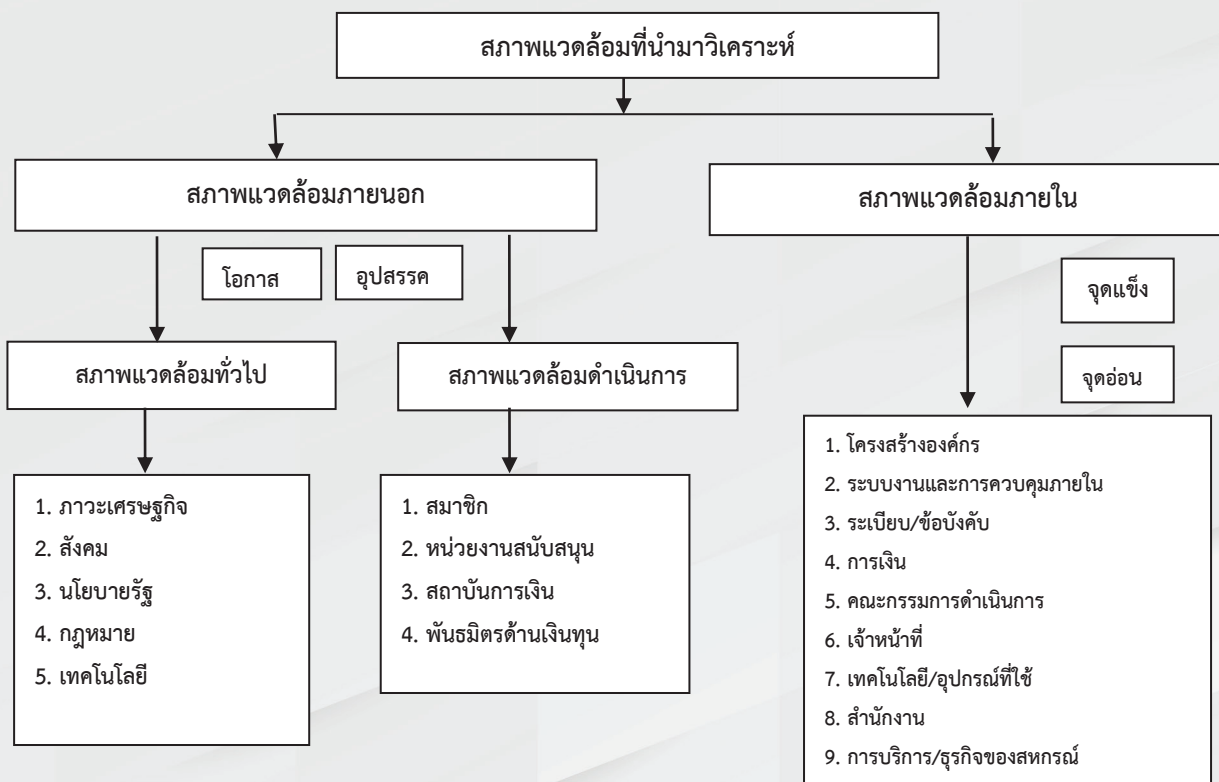 สภาพแวดล้อมที่นำมาวิเคราะห์
สภาพแวดล้อมภายนอก
สภาพแวดล้อมภายใน
โอกาส
อุปสรรค
จุดแข็ง
จุดอ่อน
สภาพแวดล้อมทั่วไป
สภาพแวดล้อมดำเนินการ
1. ภาวะเศรษฐกิจ
2. สังคม
3. นโยบายรัฐ
4. กฎหมาย
5. เทคโนโลยี
1. สมาชิก
2. หน่วยงานสนับสนุน
3. สถาบันการเงิน
4. พันธมิตรด้านเงินทุน
1. โครงสร้างองค์กร
2. ระบบงานและการควบคุมภายใน
3. ระเบียบ/ข้อบังคับ
4. การเงิน
5. คณะกรรมการดำเนินการ
6. เจ้าหน้าที่
7. เทคโนโลยี/อุปกรณ์ที่ใช้
8. สำนักงาน
9. การบริการ/ธุรกิจของสหกรณ์